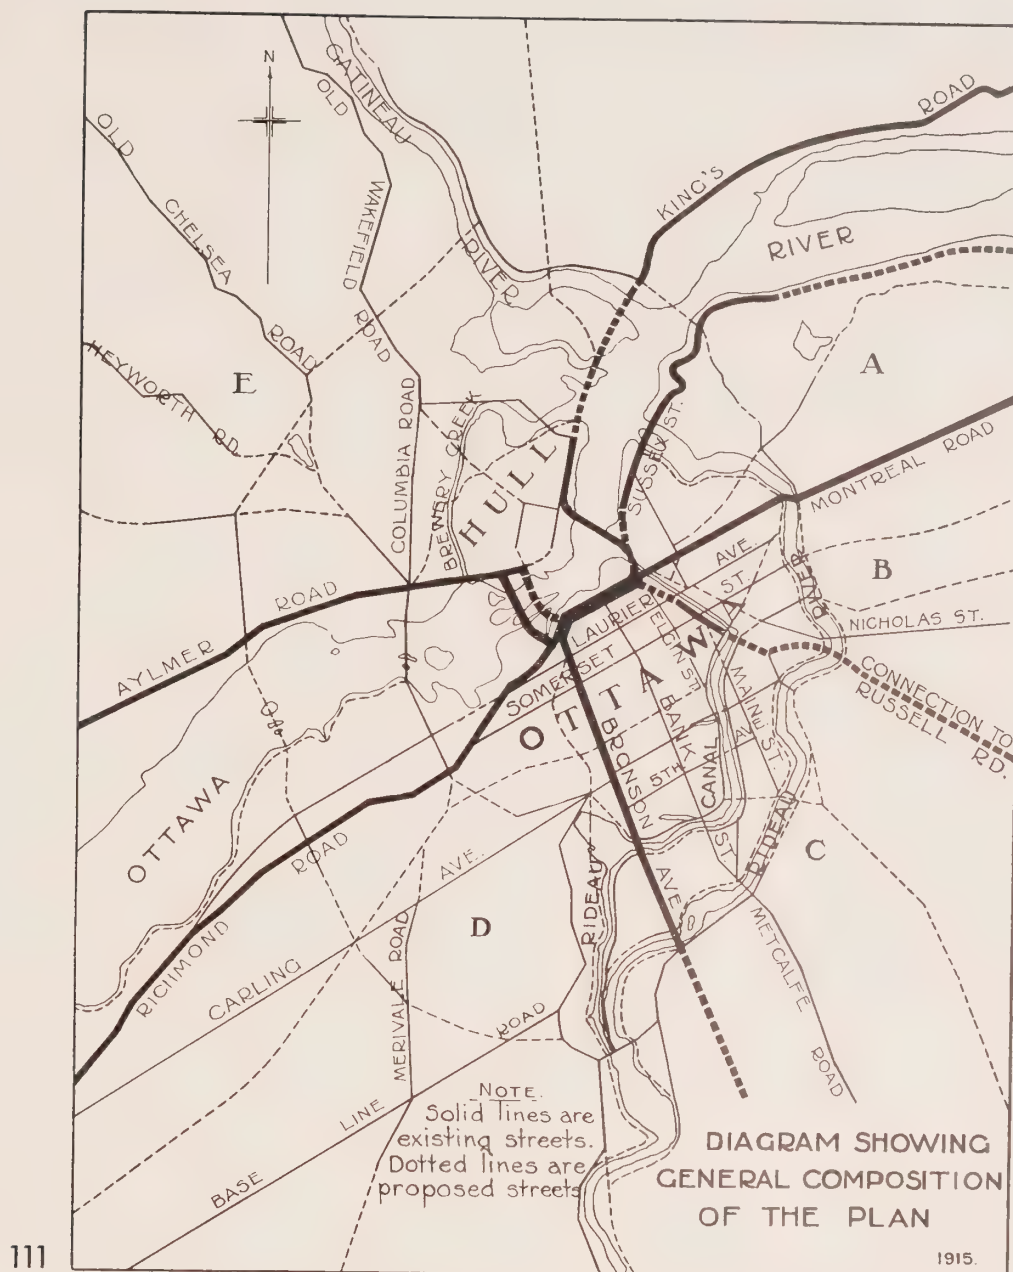 N
GATINEAU
RIVER
OLD
WAKEFIELD
ROAD
OLD
CHELSEA
ROAD
KING'S
ROAD
RIVER
HEYWORTH RD.
E
A
COLUMBIA ROAD
BREWERY CREEK
HULL
SUSSEX ST.
MONTREAL ROAD
AYLMER
ROAD
LAURIER AVE.
B
RIVER
NICHOLAS ST.
SOMERSET ST.
ELGIN ST.
OTTAWA
CONNECTION TO
RUSSELL RD.
BANK
ST.
MAINE ST.
5TH AVE
CANAL
BRONSON
AVE
OTTAWA
RICHMOND
ROAD
CARLING
AVE.
MERIVALE ROAD
D
RIDEAU
RIDEAU
C
METCALFE
ROAD
BASE
LINE
ROAD
NOTE.
Solid lines are
existing streets.
Dotted lines are
proposed streets
DIAGRAM SHOWING
GENERAL COMPOSITION
OF THE PLAN
111
1915.